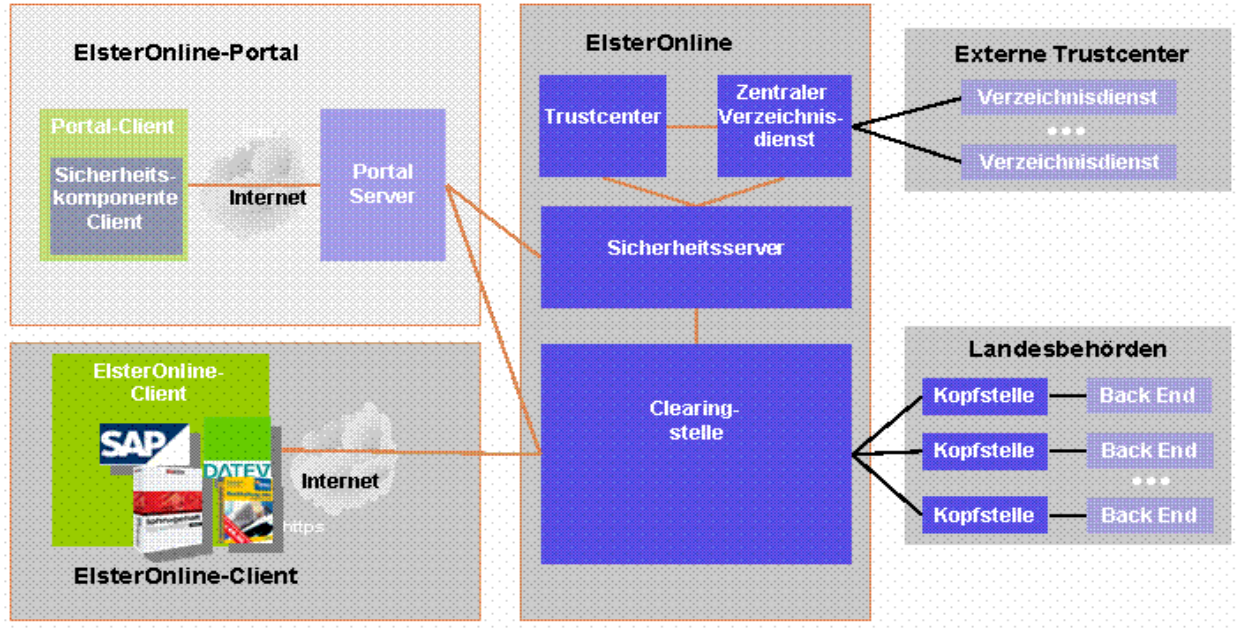 ElsterOnline-Portal
Portal-Client
Sicherheits-
komponente
Client
Internet
Portal
Server
ElsterOnline-
Client
SAP
DATEV
Internet
https
ElsterOnline-Client
ElsterOnline
Trustcenter
Zentraler
Verzeichnis-
dienst
Sicherheitsserver
Clearing-
stelle
Externe Trustcenter
Verzeichnisdienst
...
Verzeichnisdienst
Landesbehörden
Kopfstelle
Back End
Kopfstelle
Back End
...
Kopfstelle
Back End